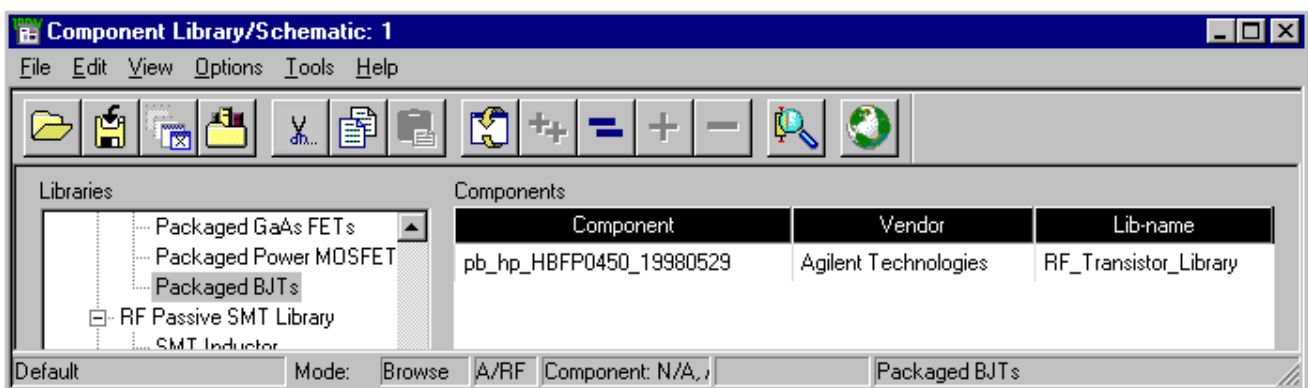 Component Library/Schematic: 1
File Edit View Options Tools Help
Libraries
Components
Packaged GaAs FETs
Packaged Power MOSFET
Packaged BJTs
RF Passive SMT Library
SMT Inductor
Component Vendor Lib-name
pb_hp_HBFP0450_19980529 Agilent Technologies RF_Transistor_Library
Default Mode: Browse A/RF Component: N/A, Packaged BJTs